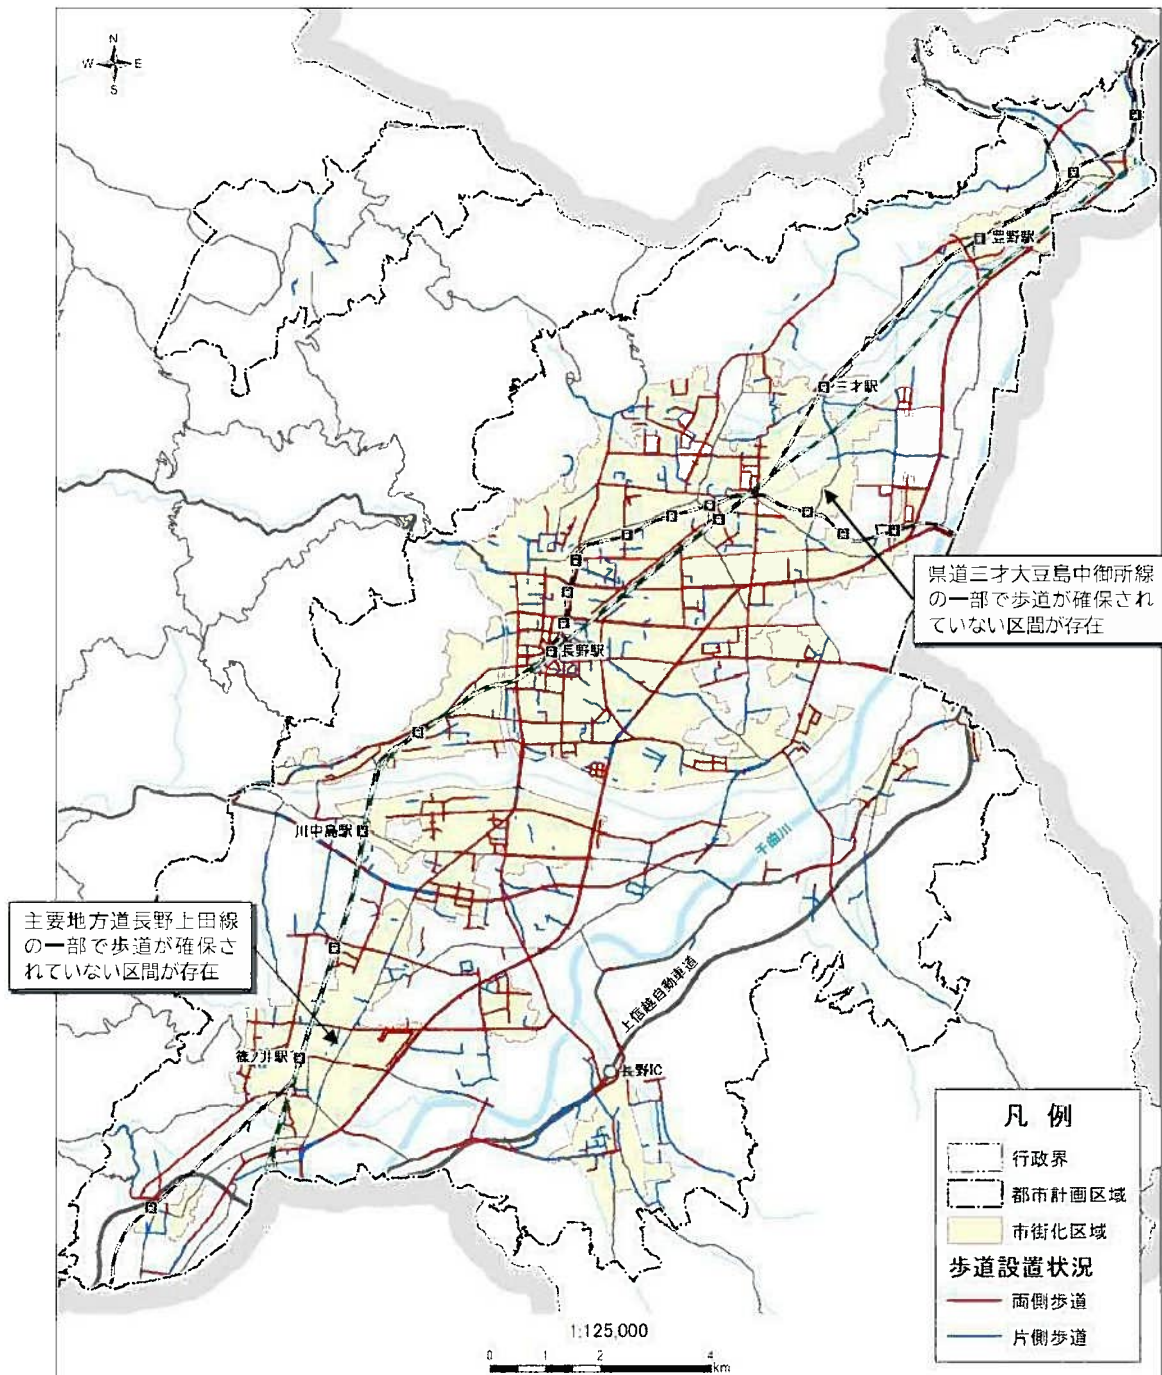 N
W E
S
豊野駅
三才駅
県道三才大豆島中御所線
の一部で歩道が確保され
ていない区間が存在
長野駅
千曲川
川中島駅
主要地方道長野上田線
の一部で歩道が確保さ
れていない区間が存在
上信越自動車道
篠ノ井駅
長野IC
凡例
行政界
都市計画区域
市街化区域
歩道設置状況
両側歩道
片側歩道
1:125,000
0 1 2 4
km